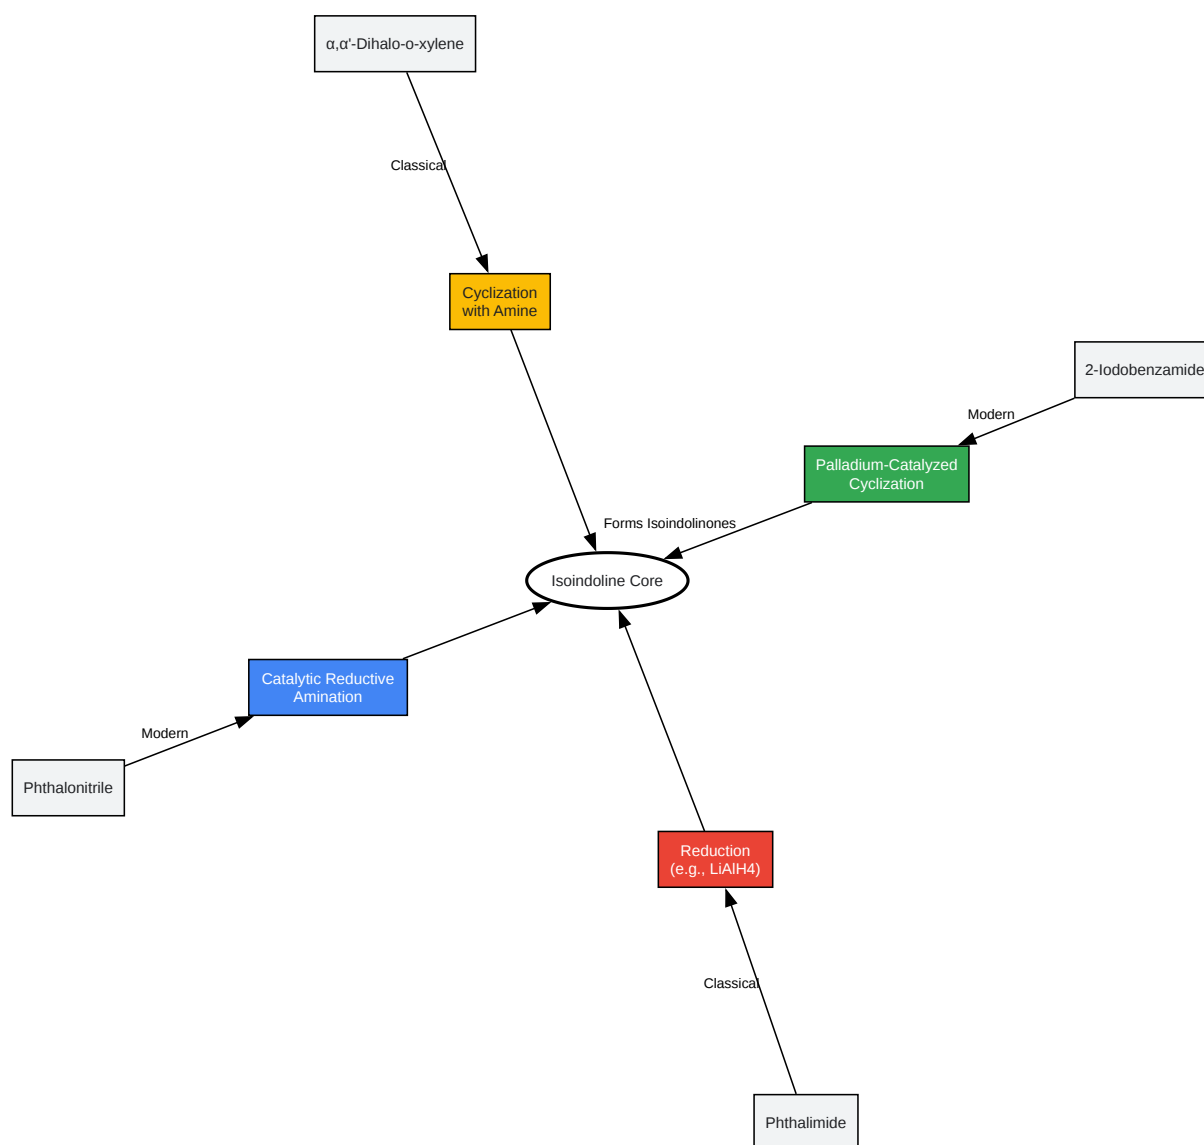 α,α'-Dihalo-o-xylene
Classical
Cyclization
with Amine
2-Iodobenzamide
Modern
Palladium-Catalyzed
Cyclization
Forms Isoindolinones
Isoindoline Core
Catalytic Reductive
Amination
Modern
Phthalonitrile
Reduction
(e.g., LiAlH4)
Classical
Phthalimide